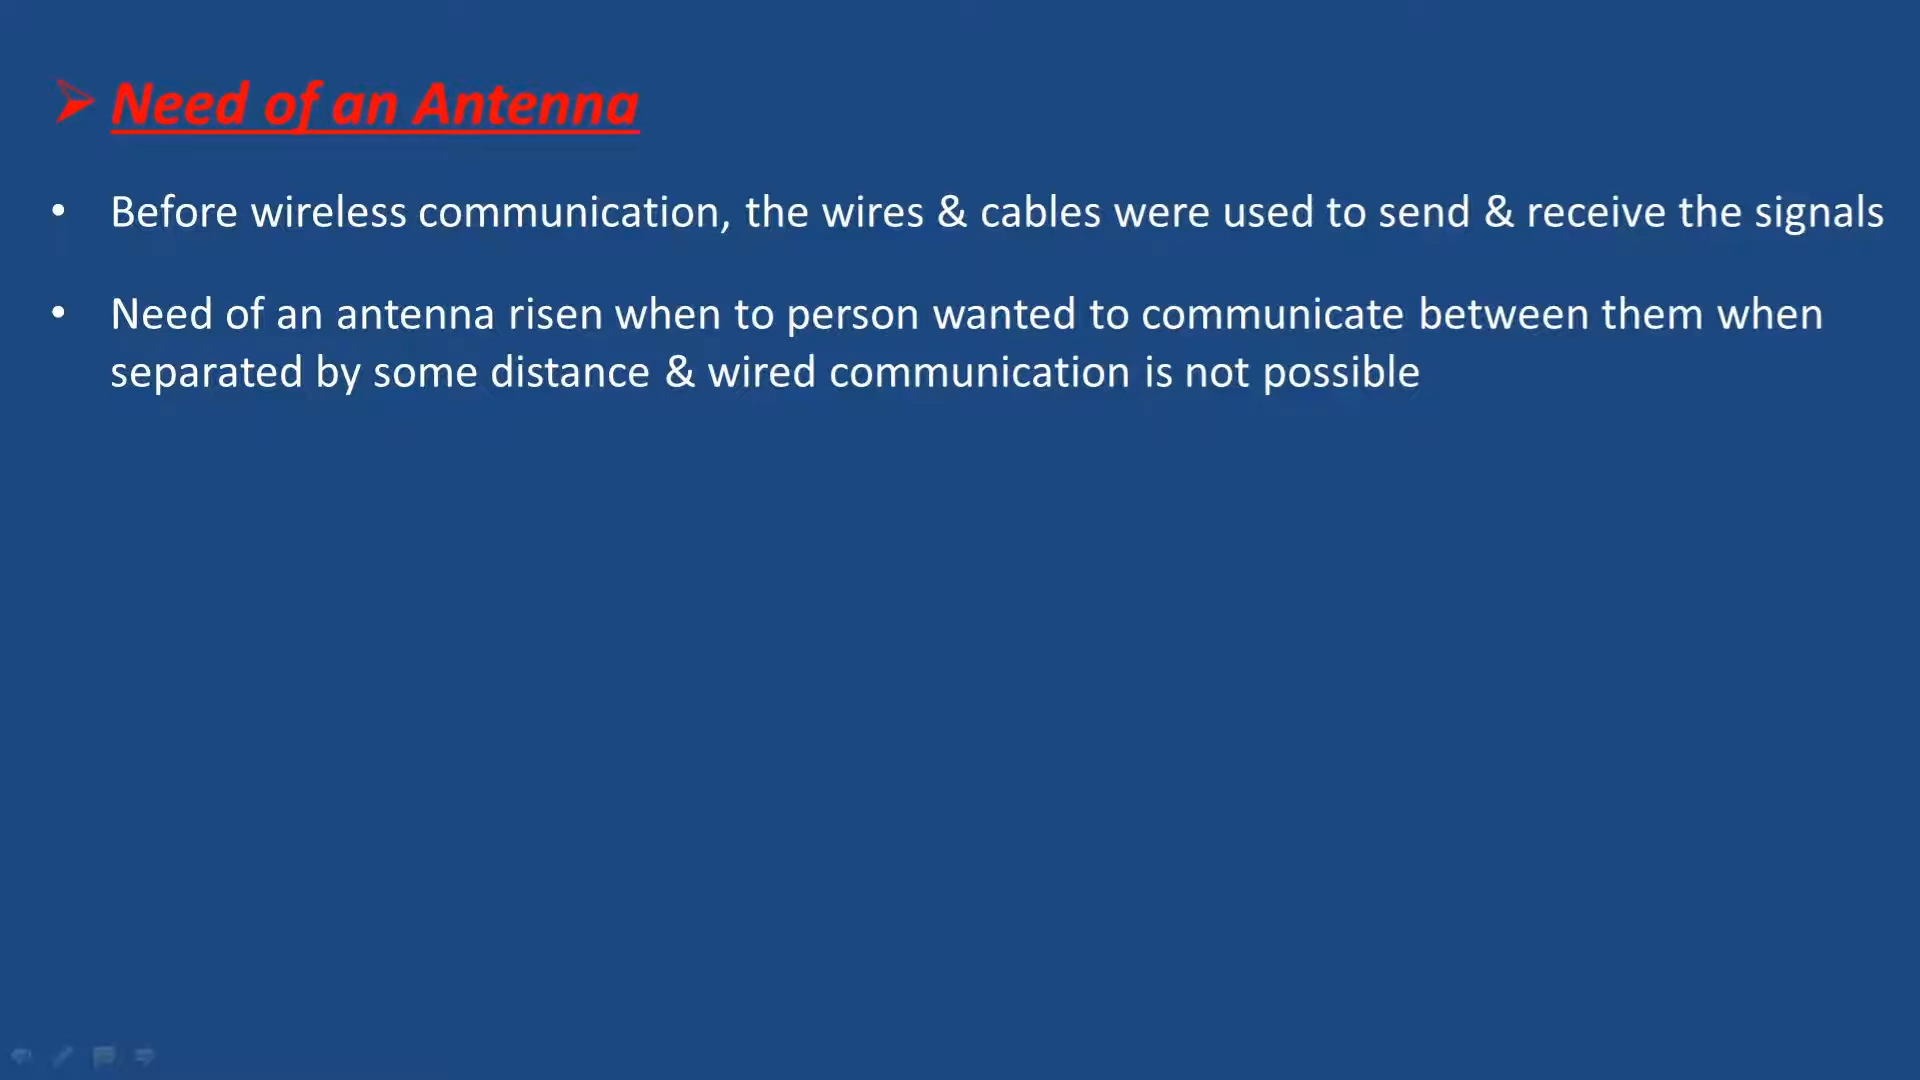 ➢ Need of an Antenna
• Before wireless communication, the wires & cables were used to send & receive the signals
• Need of an antenna risen when to person wanted to communicate between them when
separated by some distance & wired communication is not possible